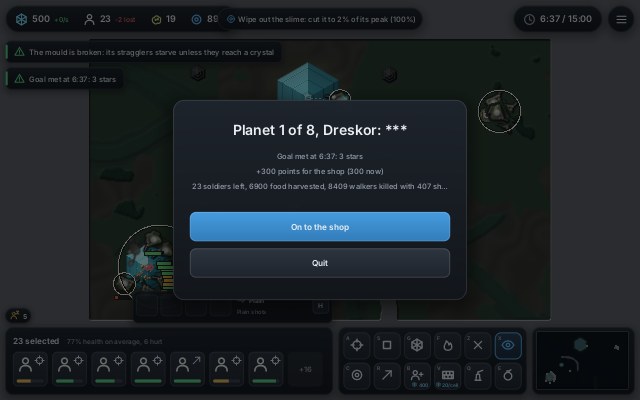 500 +0/s 23 -2 lost 19 89 Wipe out the slime: cut it to 2% of its peak (100%) 6:37 / 15:00
The mould is broken: its stragglers starve unless they reach a crystal
Goal met at 6:37: 3 stars
Planet 1 of 8, Dreskor: ***
Goal met at 6:37: 3 stars
+300 points for the shop (300 now)
23 soldiers left, 6900 food harvested, 8409 walkers killed with 407 sh...
On to the shop
Quit
5
23 selected 77% health on average, 6 hurt
+16